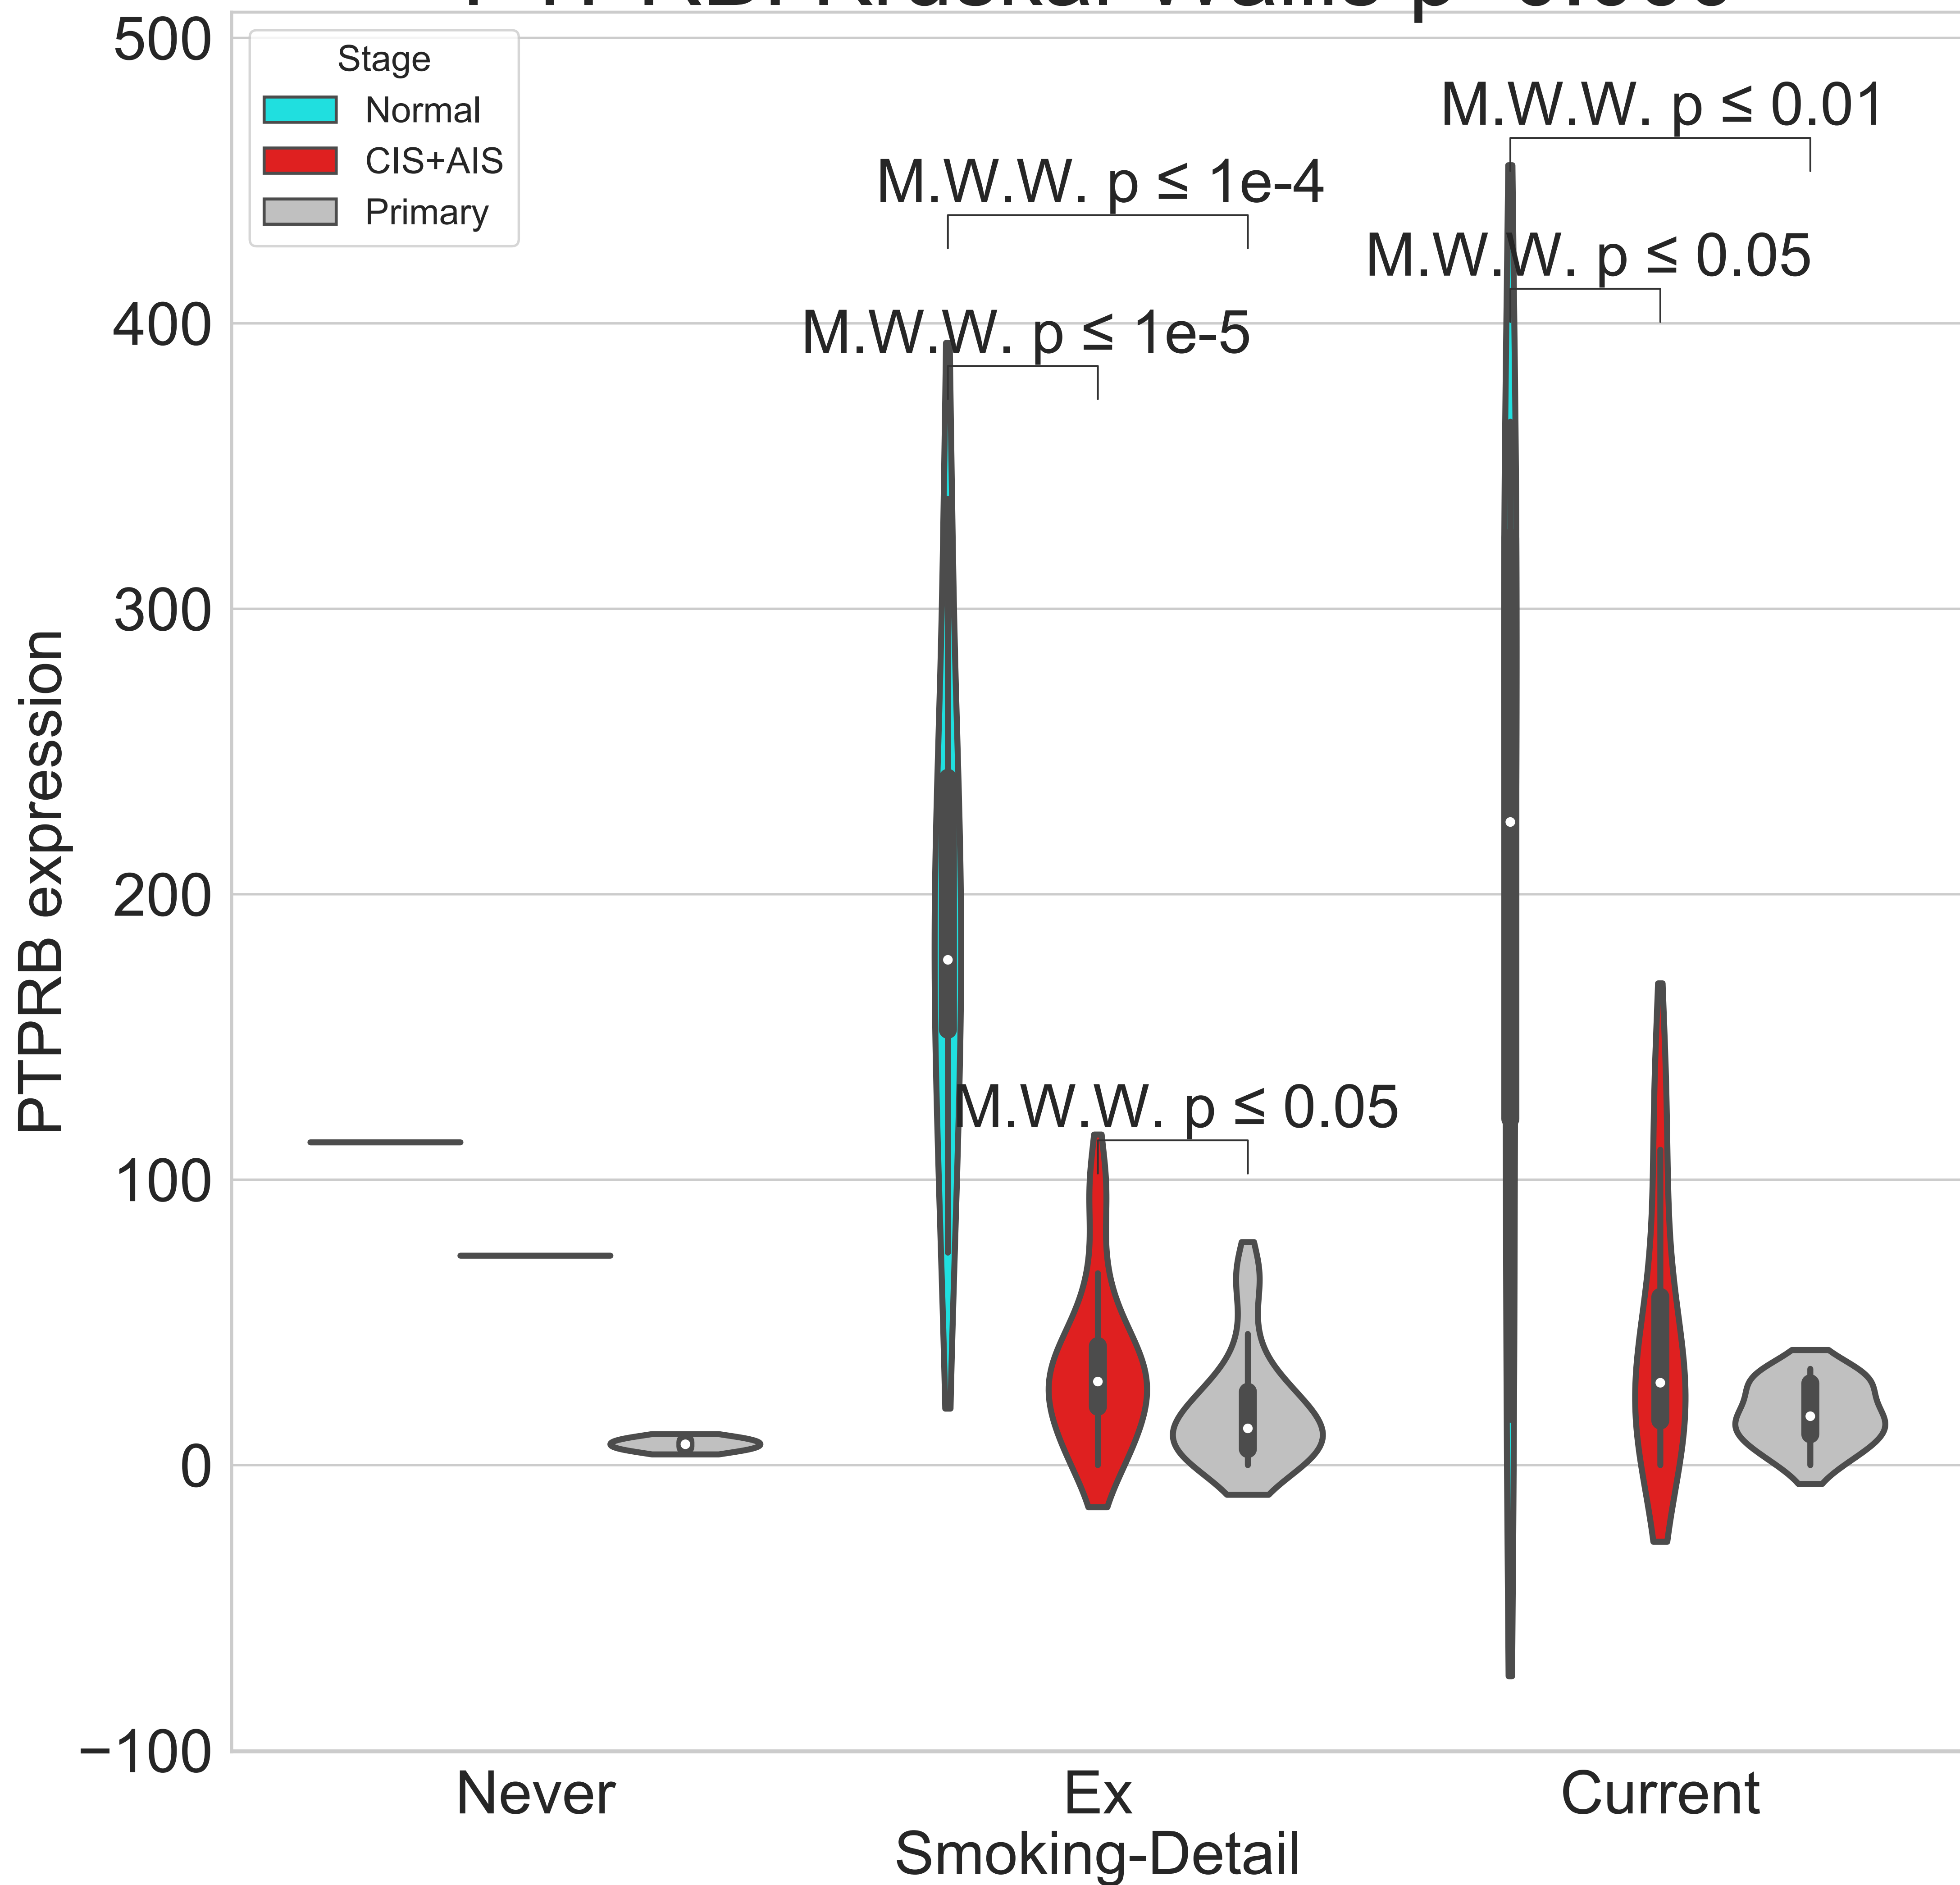 500
Stage
Normal
CIS+AIS
Primary
M.W.W. p ≤ 0.01
M.W.W. p ≤ 1e-4
M.W.W. p ≤ 0.05
400
M.W.W. p ≤ 1e-5
300
200
M.W.W. p ≤ 0.05
100
0
−100
PTPRB expression
Never
Ex
Current
Smoking-Detail